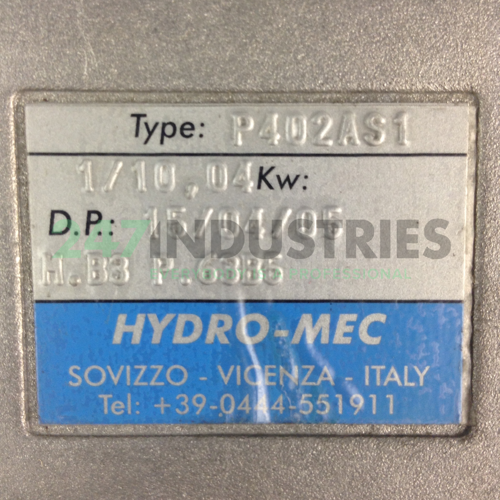 Type: P402AS1
1/10,04 Kw:
D.P.: 15/04/05
247 INDUSTRIES
H.B3 P.63B5
HYDRO-MEC
SOVIZZO - VICENZA - ITALY
Tel: +39-0444-551911